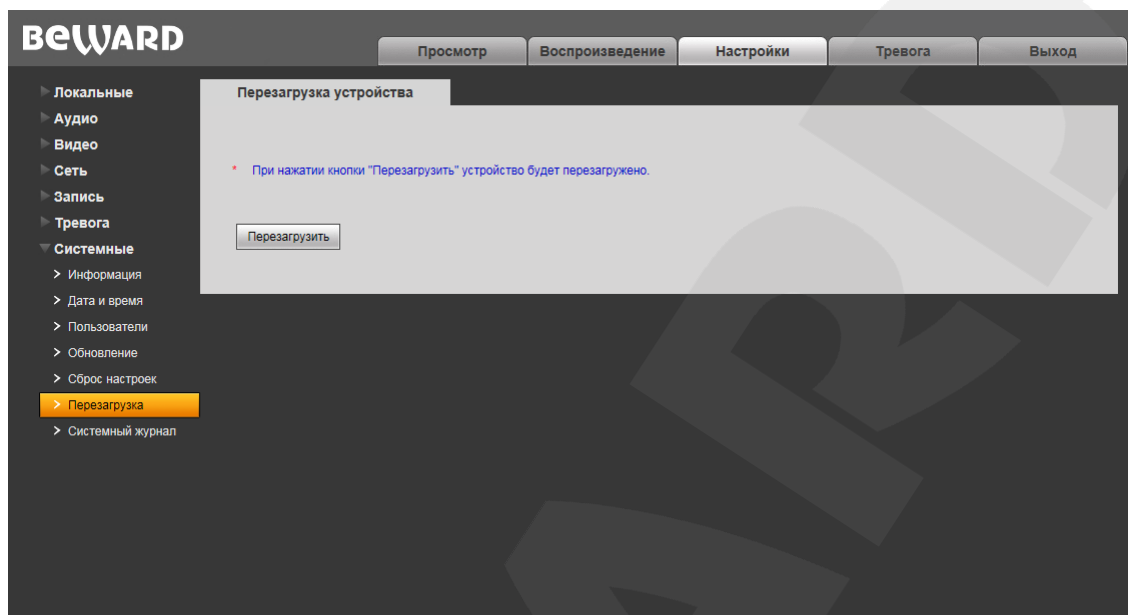 BEWARD
Просмотр
Воспроизведение
Настройки
Тревога
Выход
Локальные
Аудио
Видео
Сеть
Запись
Тревога
Системные
> Информация
> Дата и время
> Пользователи
> Обновление
> Сброс настроек
> Перезагрузка
> Системный журнал
Перезагрузка устройства
* При нажатии кнопки "Перезагрузить" устройство будет перезагружено.
Перезагрузить